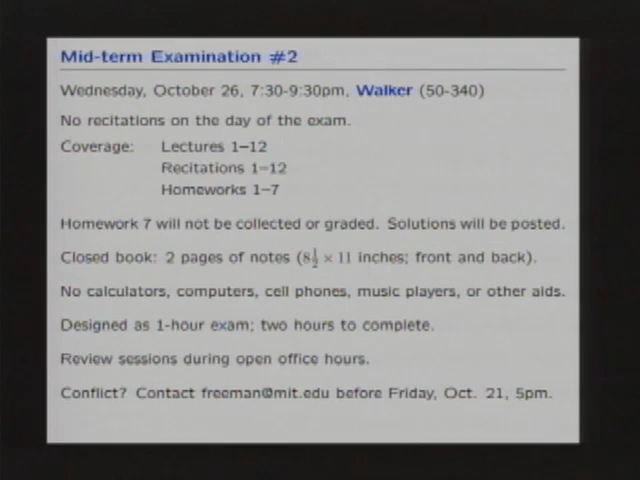 Mid-term Examination #2
Wednesday, October 26, 7:30-9:30pm, Walker (50-340)
No recitations on the day of the exam.
Coverage: Lectures 1–12
Recitations 1–12
Homeworks 1–7
Homework 7 will not be collected or graded. Solutions will be posted.
Closed book: 2 pages of notes (8½ × 11 inches; front and back).
No calculators, computers, cell phones, music players, or other aids.
Designed as 1-hour exam; two hours to complete.
Review sessions during open office hours.
Conflict? Contact freeman@mit.edu before Friday, Oct. 21, 5pm.